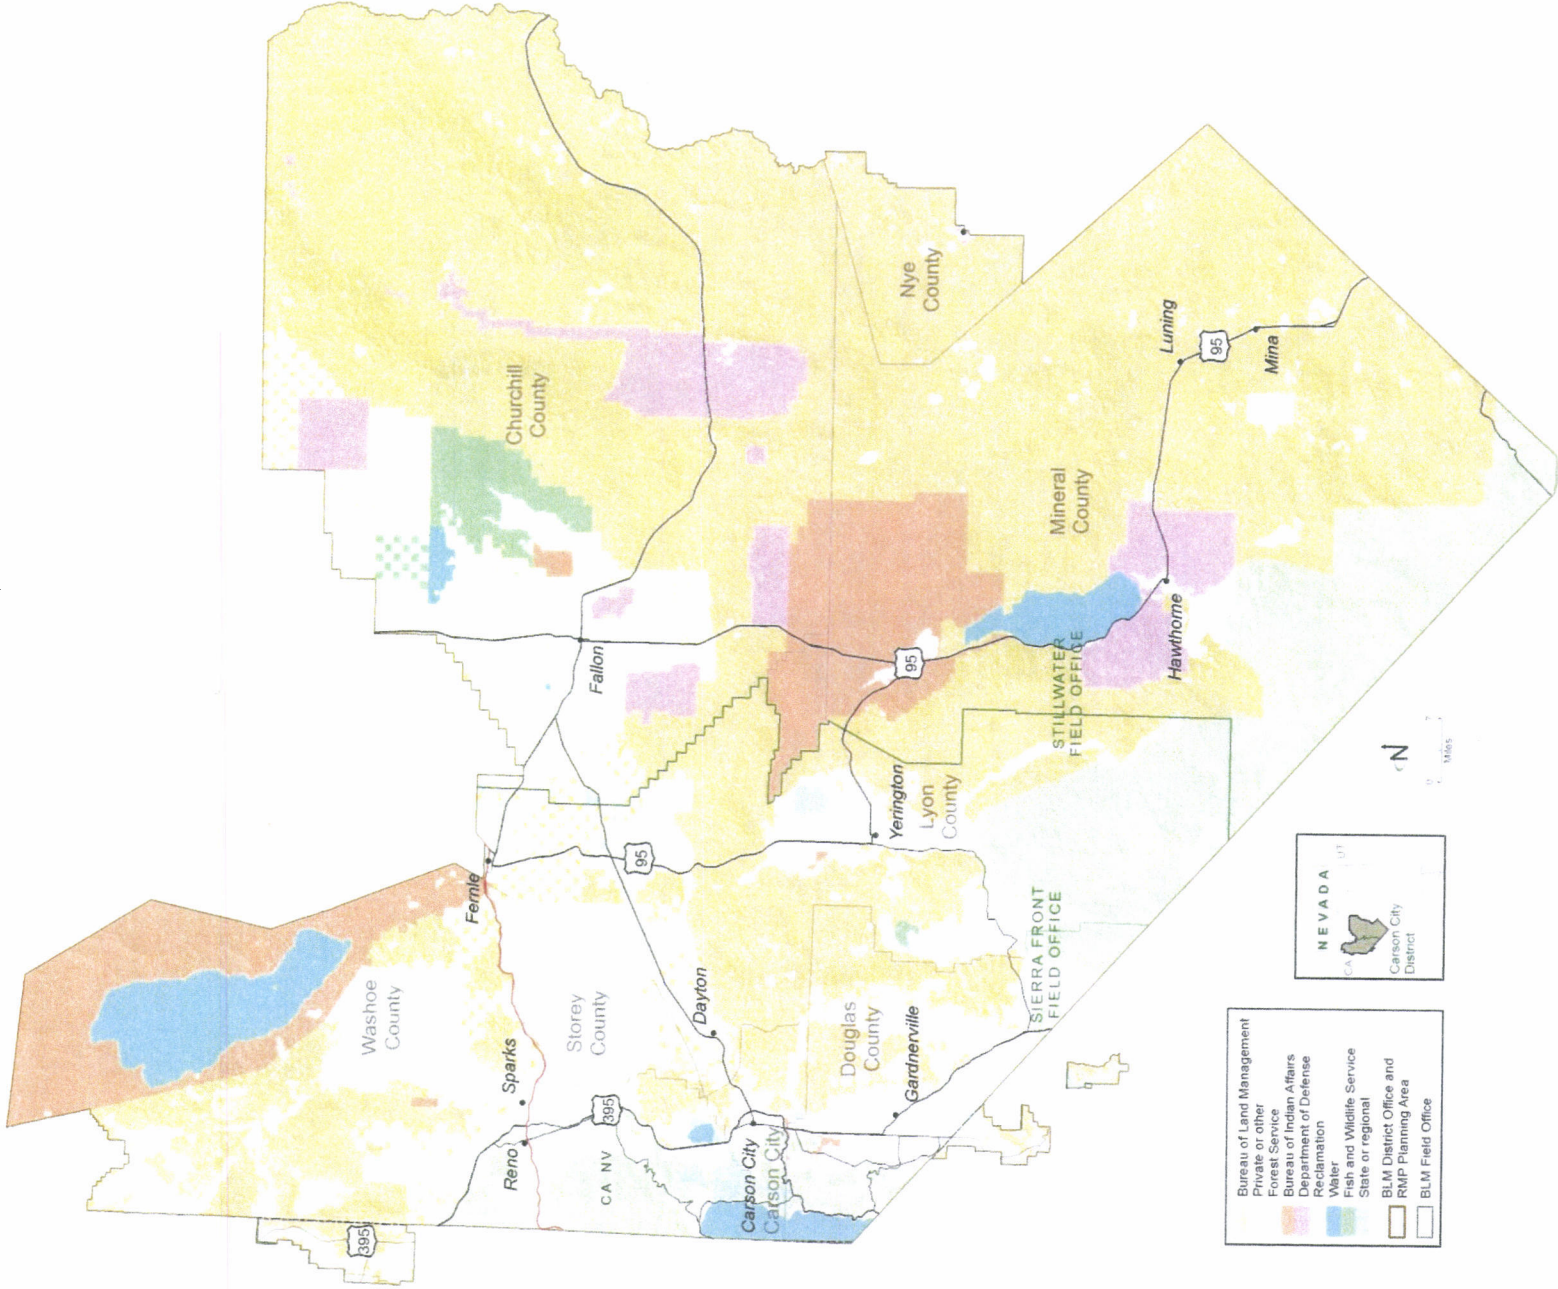 Washoe
County
Storey
County
Churchill
County
Nye
County
Mineral
County
Lyon
County
Douglas
County
Carson City
Carson City
Reno
Sparks
Fernie
Fallon
Dayton
Gardnerville
Yerington
Hawthorne
Luning
Mina
395
395
95
95
95
CA NV
STILLWATER
FIELD OFFICE
SIERRA FRONT
FIELD OFFICE
N
0
Miles
NEVADA
CA
UT
Carson City
District
Bureau of Land Management
Private or other
Forest Service
Bureau of Indian Affairs
Department of Defense
Reclamation
Water
Fish and Wildlife Service
State or regional
BLM District Office and
RMP Planning Area
BLM Field Office